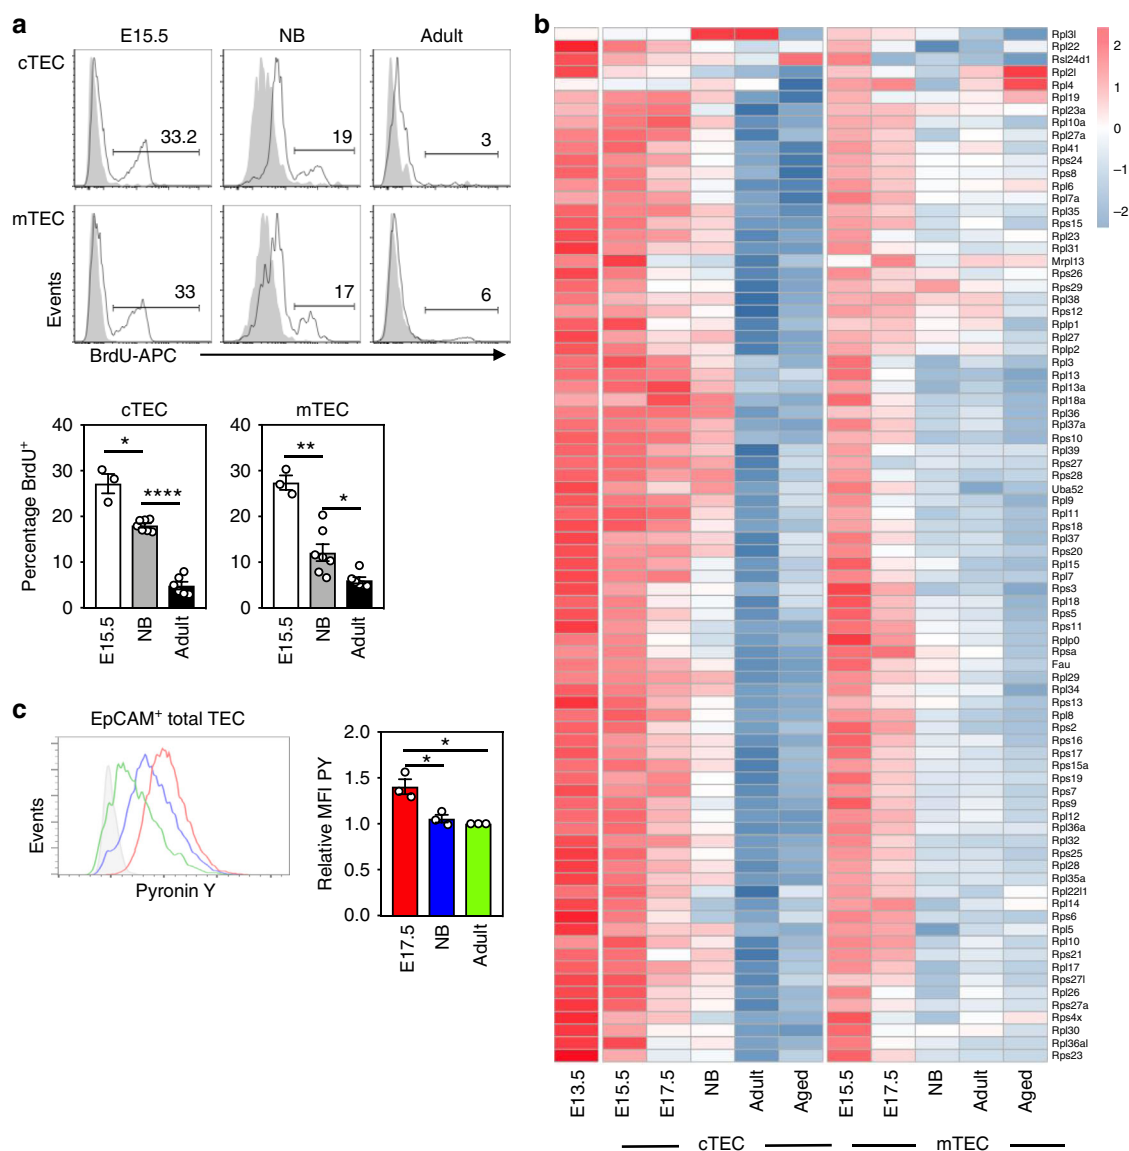 a
E15.5 NB Adult
cTEC
33.2 19 3
mTEC
33 17 6
Events
BrdU-APC
cTEC mTEC
Percentage BrdU+
40 40
30 30
20 20
10 10
0 0
* **** ** *
E15.5 NB Adult E15.5 NB Adult
c
EpCAM+ total TEC
Events
Pyronin Y
Relative MFI PY
2.0
1.5
1.0
0.5
0.0
*
*
E17.5 NB Adult
b
Rpl3l
Rpl22
Rsl24d1
Rpl2l
Rpl4
Rpl19
Rpl23a
Rpl10a
Rpl27a
Rpl41
Rps24
Rps8
Rpl6
Rpl7a
Rpl35
Rps15
Rpl23
Rpl31
Mrpl13
Rps26
Rps29
Rpl38
Rps12
Rplp1
Rpl27
Rplp2
Rpl3
Rpl13
Rpl13a
Rpl18a
Rpl36
Rpl37a
Rps10
Rpl39
Rps27
Rps28
Uba52
Rpl9
Rpl11
Rps18
Rpl37
Rps20
Rpl15
Rpl7
Rps3
Rpl18
Rps5
Rps11
Rplp0
Rpsa
Fau
Rpl29
Rpl34
Rps13
Rpl8
Rps2
Rps16
Rps17
Rps15a
Rps19
Rps7
Rps9
Rpl12
Rpl36a
Rpl32
Rps25
Rpl28
Rpl35a
Rpl22l1
Rpl14
Rps6
Rpl5
Rpl10
Rps21
Rpl17
Rps27l
Rpl26
Rps27a
Rps4x
Rpl30
Rpl36al
Rps23
2
1
0
−1
−2
E13.5 E15.5 E17.5 NB Adult Aged E15.5 E17.5 NB Adult Aged
cTEC mTEC